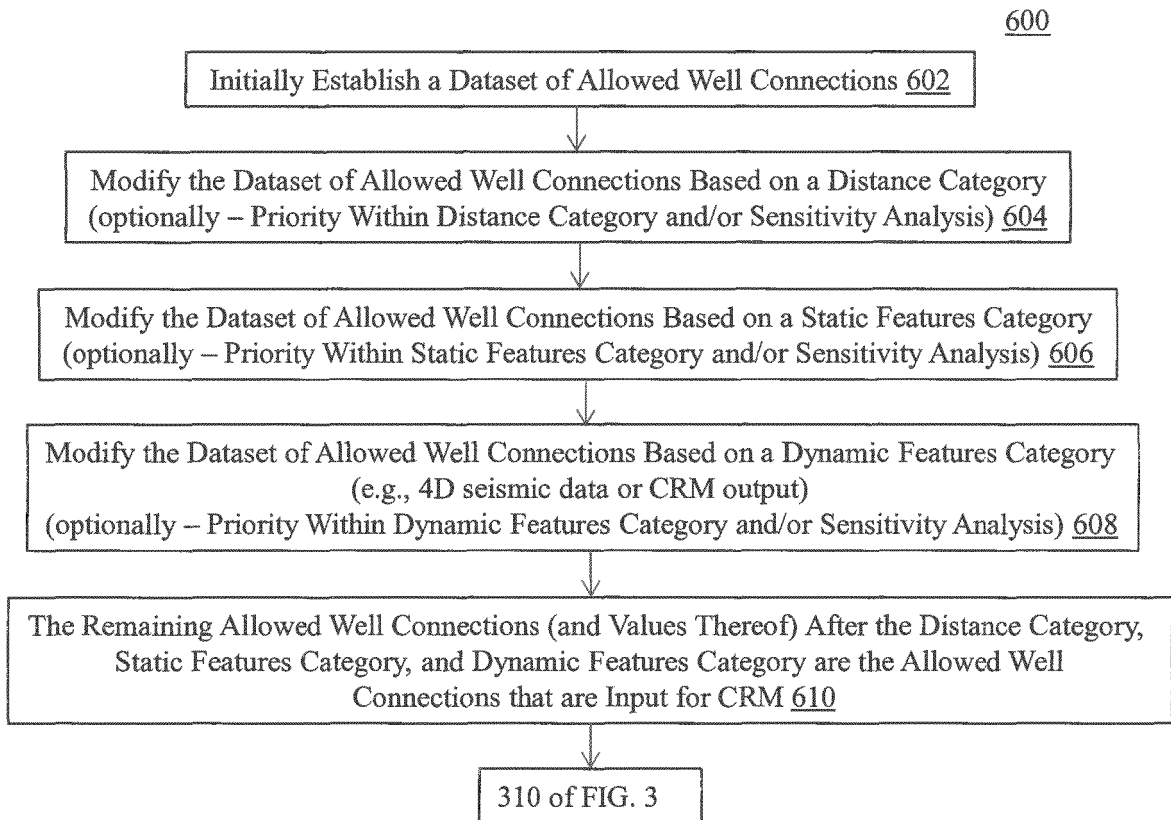 600
Initially Establish a Dataset of Allowed Well Connections 602
Modify the Dataset of Allowed Well Connections Based on a Distance Category
(optionally – Priority Within Distance Category and/or Sensitivity Analysis) 604
Modify the Dataset of Allowed Well Connections Based on a Static Features Category
(optionally – Priority Within Static Features Category and/or Sensitivity Analysis) 606
Modify the Dataset of Allowed Well Connections Based on a Dynamic Features Category
(e.g., 4D seismic data or CRM output)
(optionally – Priority Within Dynamic Features Category and/or Sensitivity Analysis) 608
The Remaining Allowed Well Connections (and Values Thereof) After the Distance Category,
Static Features Category, and Dynamic Features Category are the Allowed Well
Connections that are Input for CRM 610
310 of FIG. 3